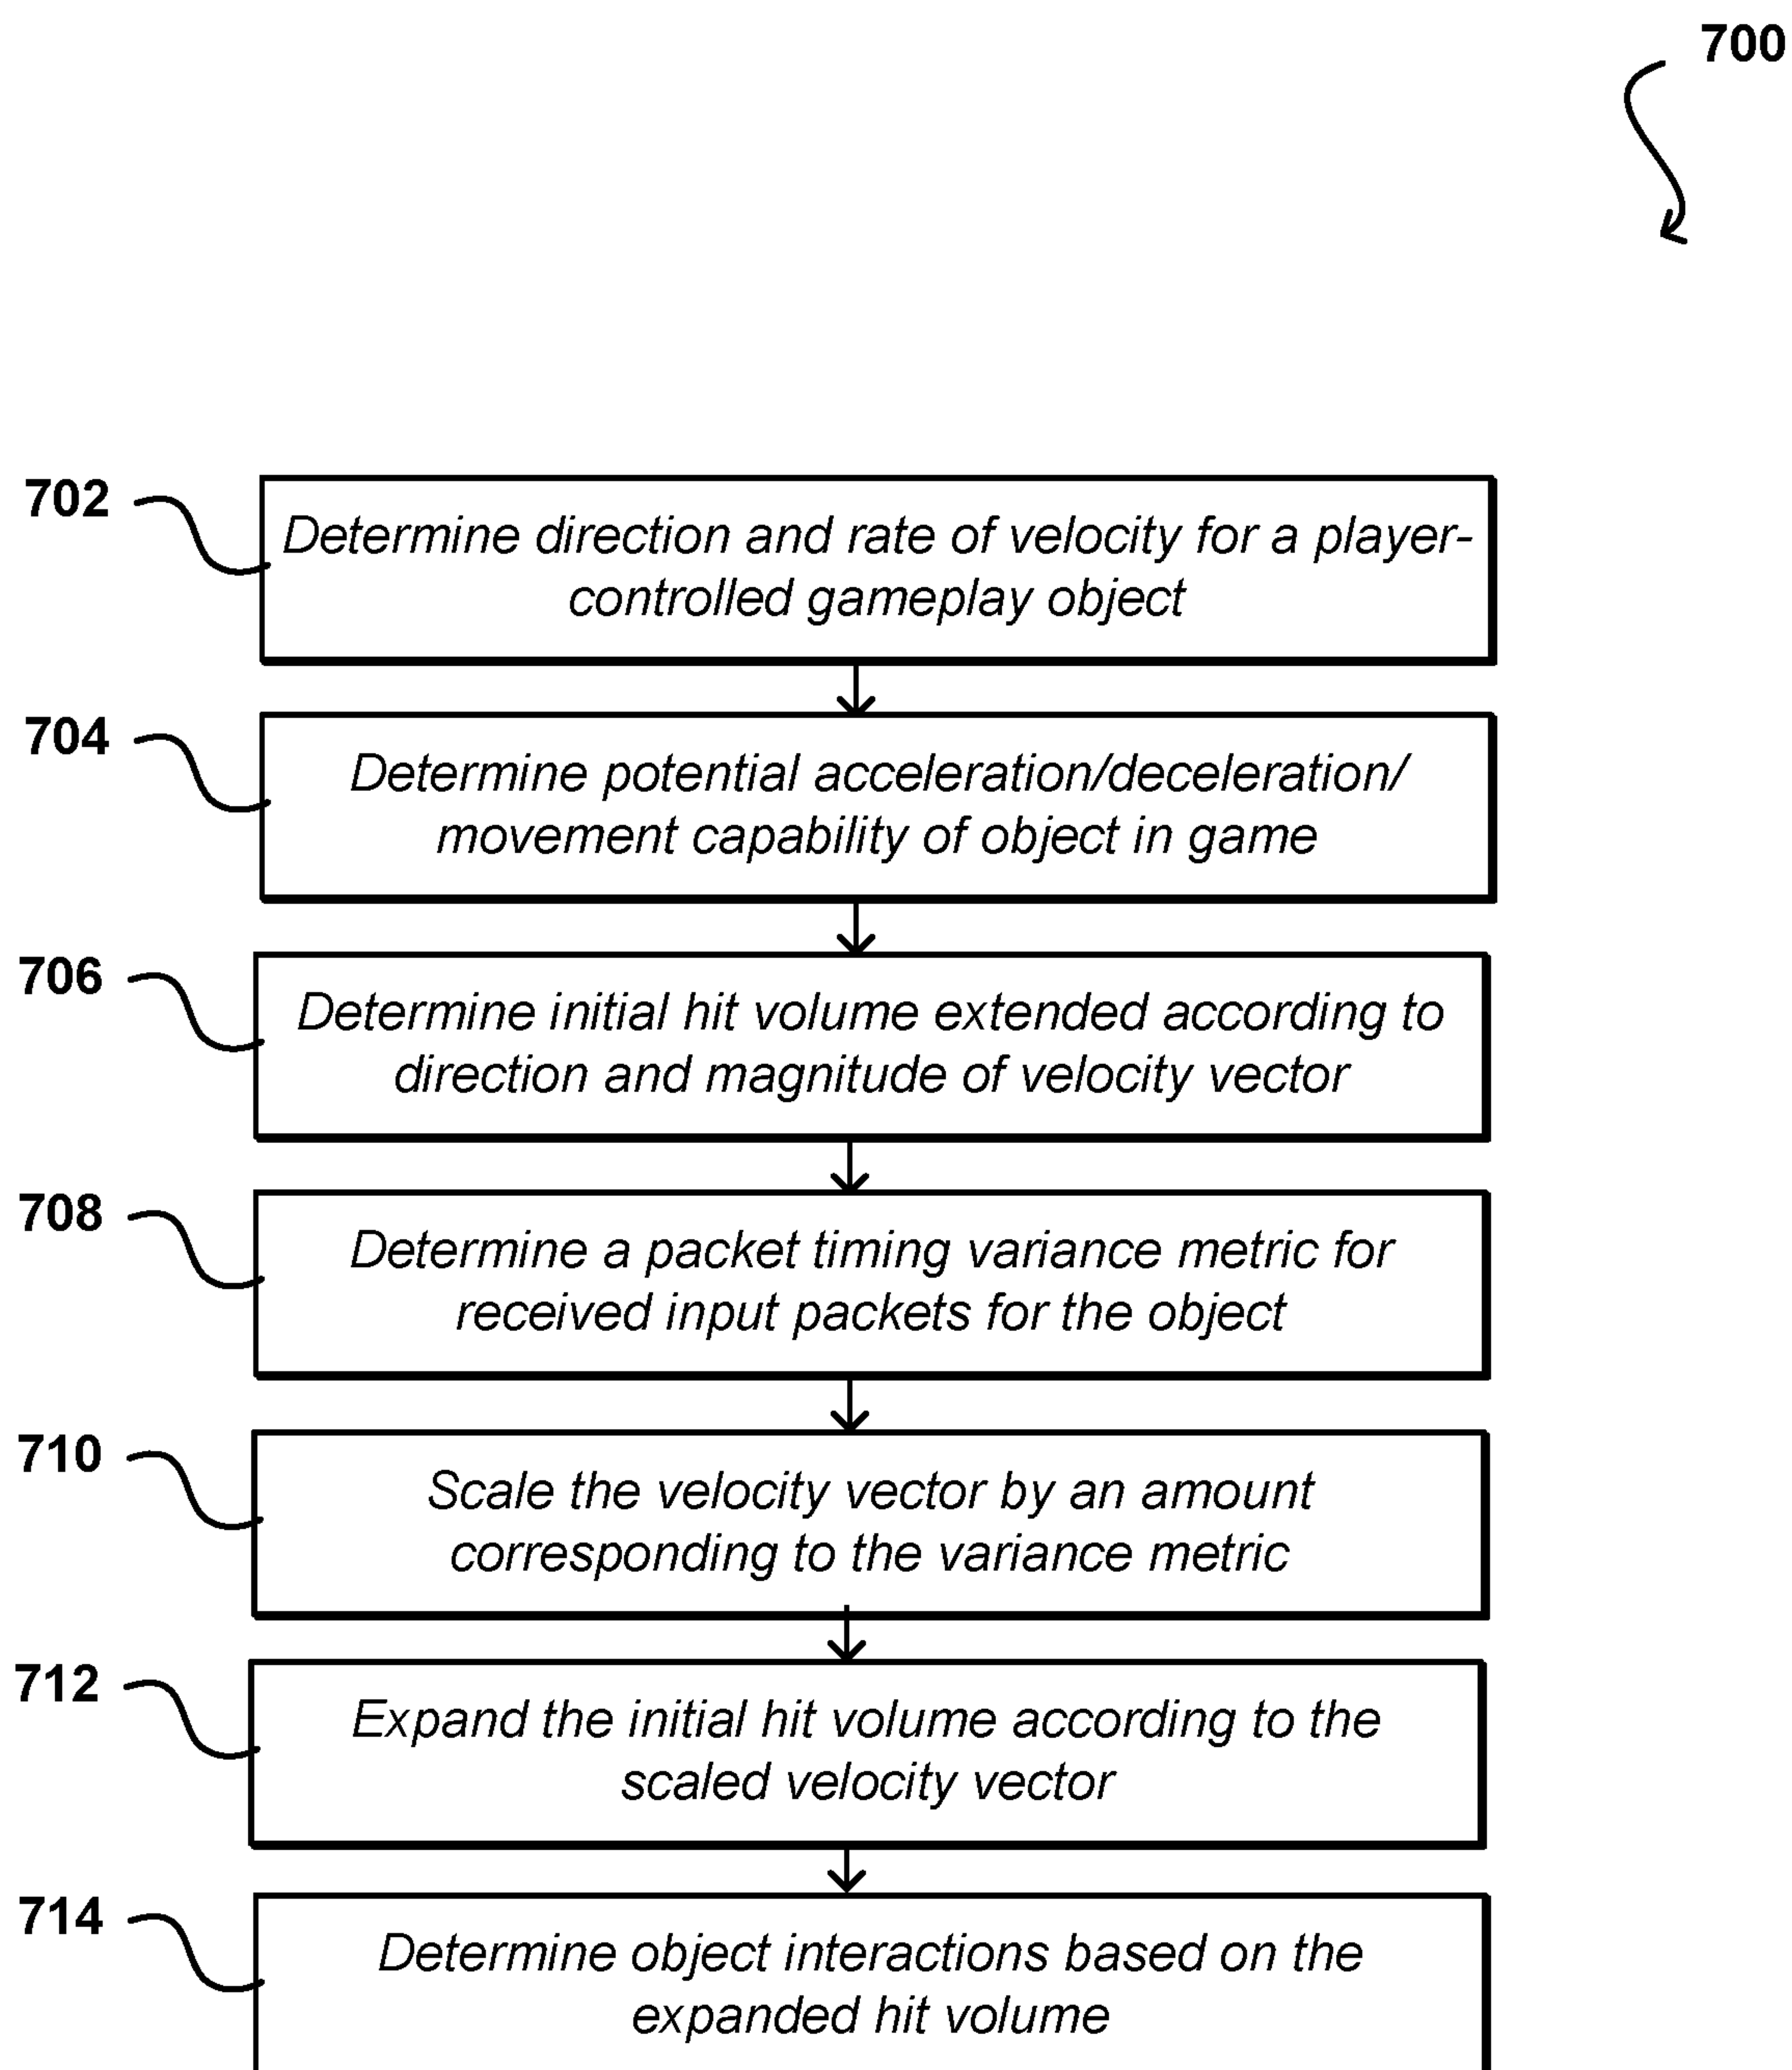 700
702
Determine direction and rate of velocity for a player-
controlled gameplay object
704
Determine potential acceleration/deceleration/
movement capability of object in game
706
Determine initial hit volume extended according to
direction and magnitude of velocity vector
708
Determine a packet timing variance metric for
received input packets for the object
710
Scale the velocity vector by an amount
corresponding to the variance metric
712
Expand the initial hit volume according to the
scaled velocity vector
714
Determine object interactions based on the
expanded hit volume